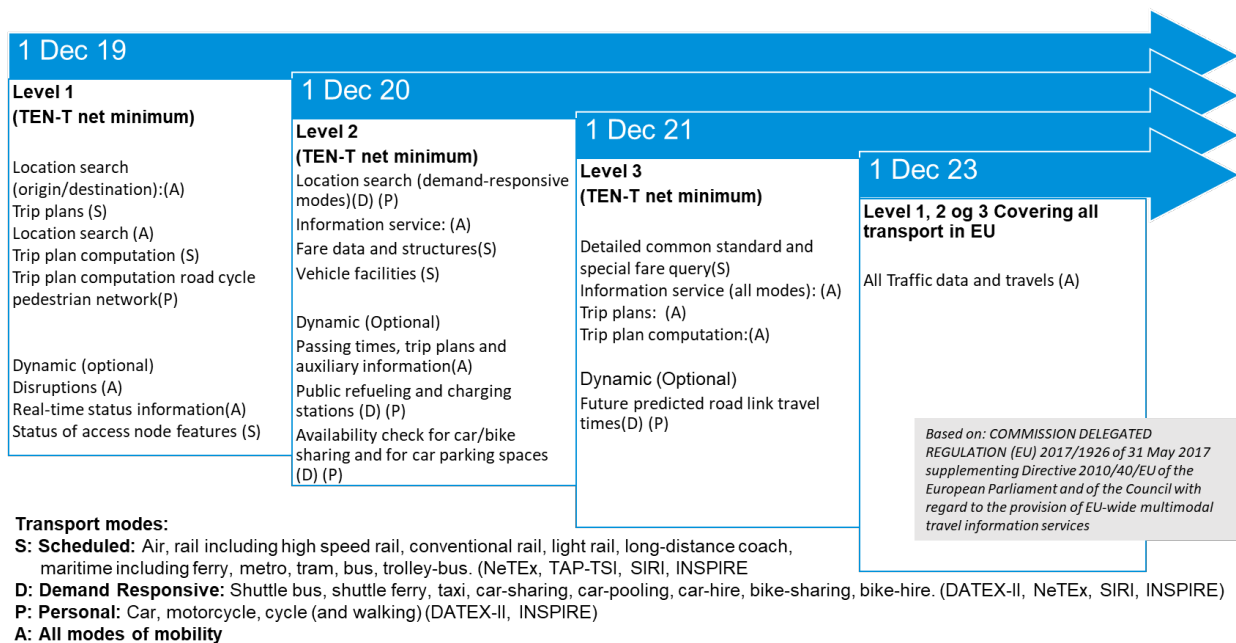 1 Dec 19
Level 1
(TEN-T net minimum)
Location search
(origin/destination):(A)
Trip plans (S)
Location search (A)
Trip plan computation (S)
Trip plan computation road cycle
pedestrian network(P)
Dynamic (optional)
Disruptions (A)
Real-time status information(A)
Status of access node features (S)
1 Dec 20
Level 2
(TEN-T net minimum)
Location search (demand-responsive
modes)(D) (P)
Information service: (A)
Fare data and structures(S)
Vehicle facilities (S)
Dynamic (Optional)
Passing times, trip plans and
auxiliary information(A)
Public refueling and charging
stations (D) (P)
Availability check for car/bike
sharing and for car parking spaces
(D) (P)
1 Dec 21
Level 3
(TEN-T net minimum)
Detailed common standard and
special fare query(S)
Information service (all modes): (A)
Trip plans: (A)
Trip plan computation:(A)
Dynamic (Optional)
Future predicted road link travel
times(D) (P)
1 Dec 23
Level 1, 2 og 3 Covering all
transport in EU
All Traffic data and travels (A)
Based on: COMMISSION DELEGATED
REGULATION (EU) 2017/1926 of 31 May 2017
supplementing Directive 2010/40/EU of the
European Parliament and of the Council with
regard to the provision of EU-wide multimodal
travel information services
Transport modes:
S: Scheduled: Air, rail including high speed rail, conventional rail, light rail, long-distance coach,
maritime including ferry, metro, tram, bus, trolley-bus. (NeTEx, TAP-TSI, SIRI, INSPIRE
D: Demand Responsive: Shuttle bus, shuttle ferry, taxi, car-sharing, car-pooling, car-hire, bike-sharing, bike-hire. (DATEX-II, NeTEx, SIRI, INSPIRE)
P: Personal: Car, motorcycle, cycle (and walking) (DATEX-II, INSPIRE)
A: All modes of mobility